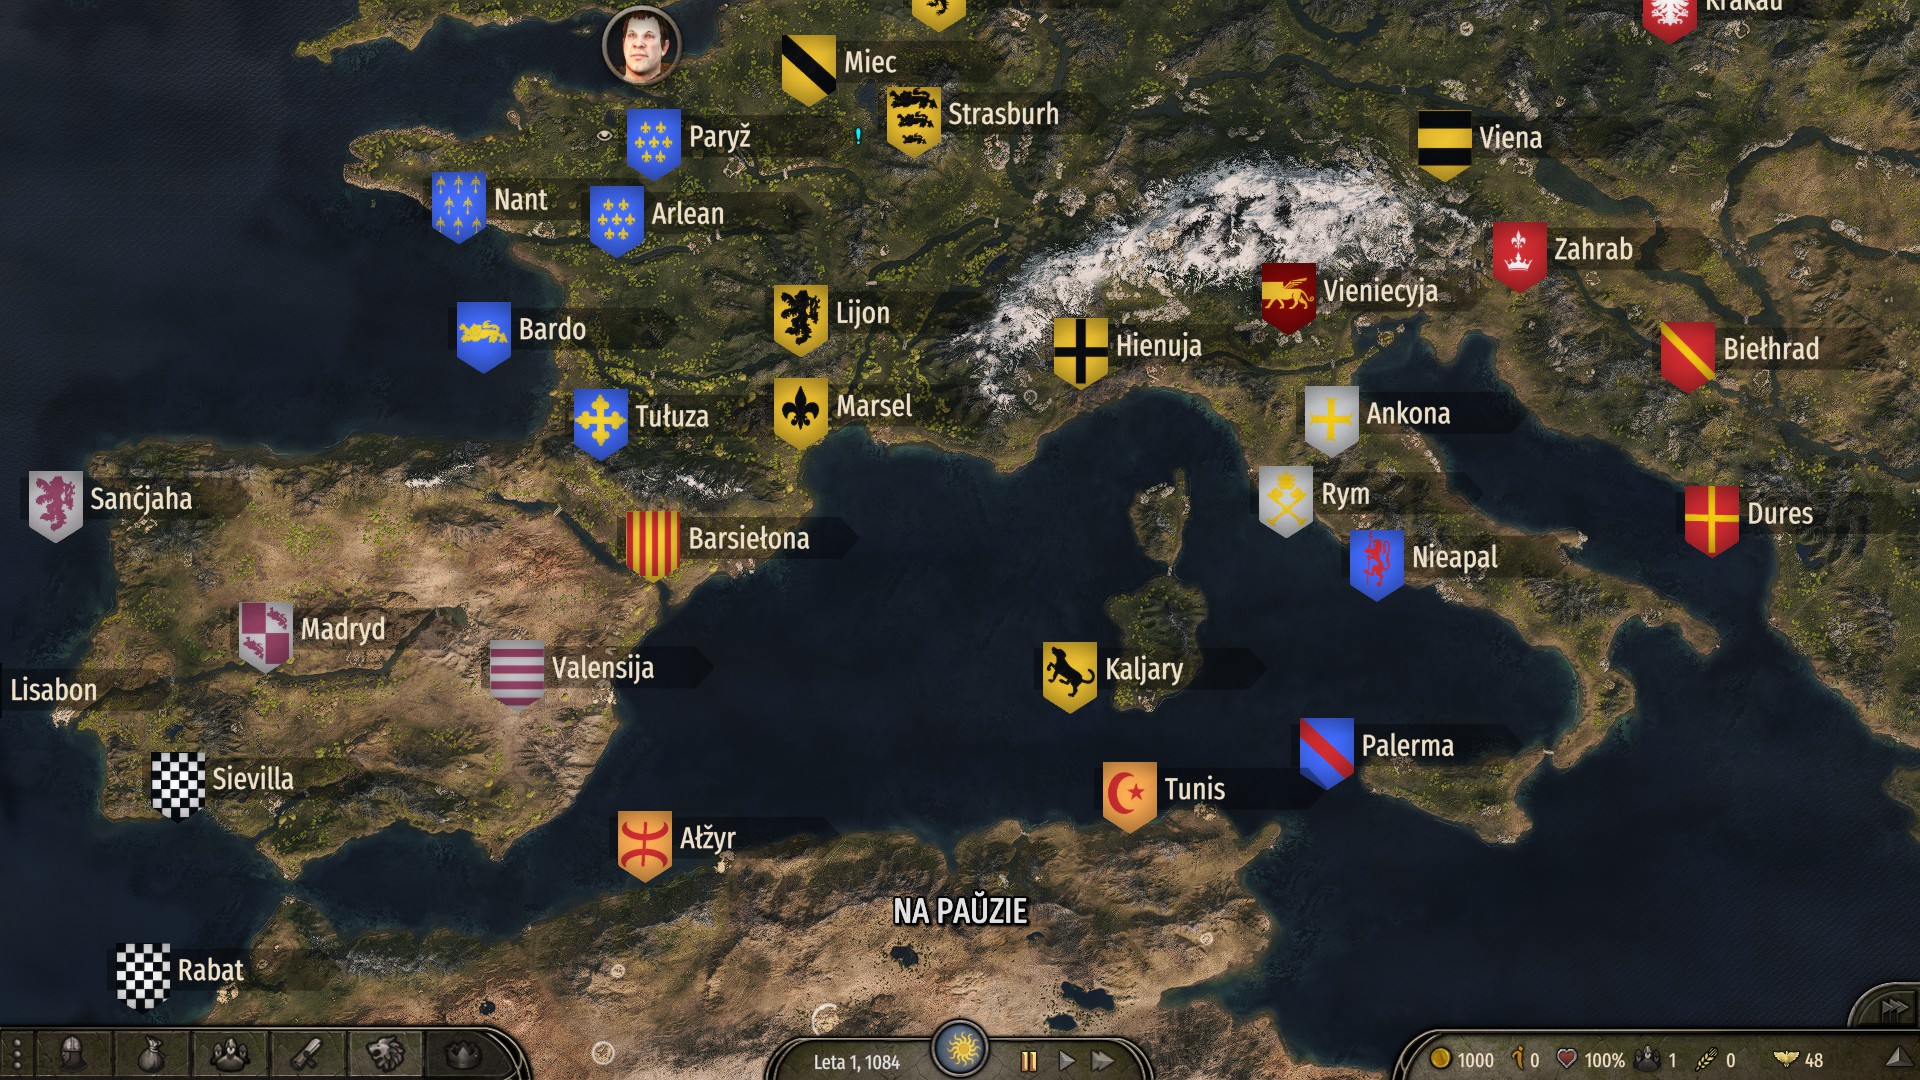 Krakau
Miec
Strasburh
Paryž
Viena
Nant
Arlean
Zahrab
Vieniecyja
Lijon
Bardo
Hienuja
Biełhrad
Marsel
Tułuza
Ankona
Sanćjaha
Rym
Dures
Barsiełona
Nieapal
Madryd
Valensija
Kaljary
Lisabon
Palerma
Sievilla
Tunis
Ałžyr
NA PAŬZIE
Rabat
Leta 1, 1084
1000 0 100% 1 0 48